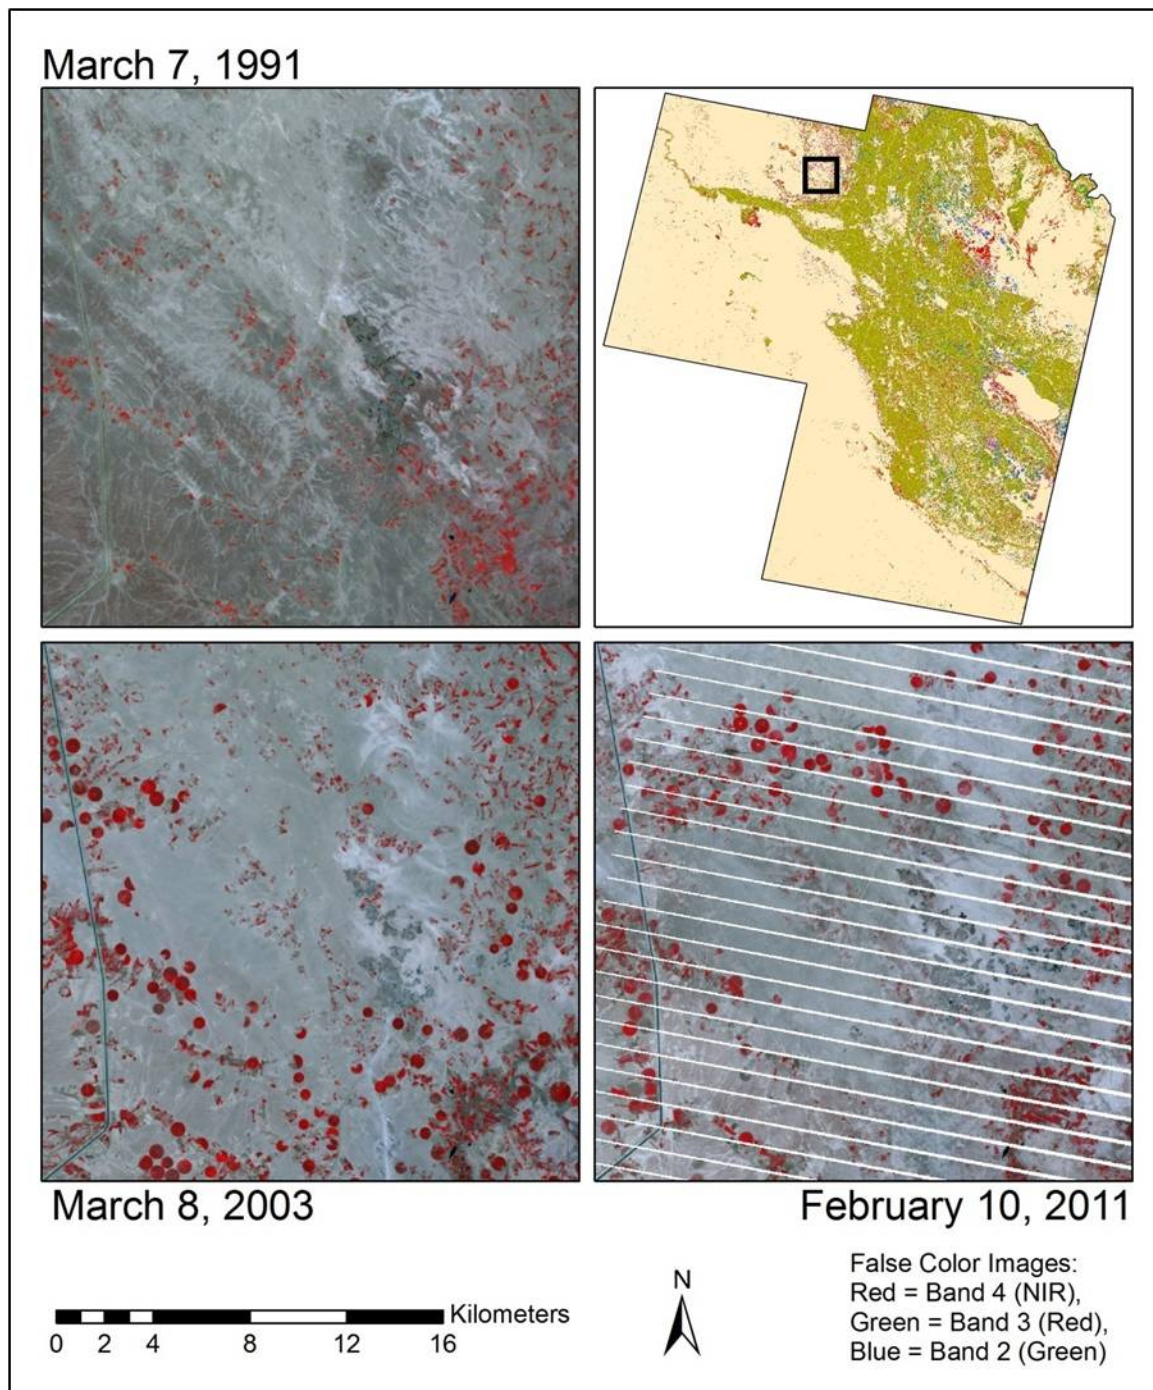 March 7, 1991
March 8, 2003
February 10, 2011
Kilometers
0 2 4 8 12 16
N
False Color Images:
Red = Band 4 (NIR),
Green = Band 3 (Red),
Blue = Band 2 (Green)